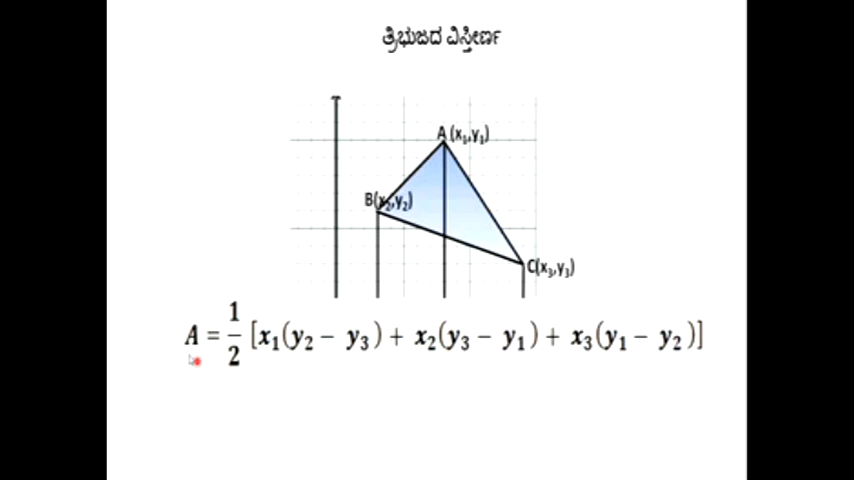 ತ್ರಿಭುಜದ ವಿಸ್ತೀರ್ಣ
A (x₁,y₁)
B(x₂,y₂)
C(x₃,y₃)
A = 1/2 [x₁(y₂ − y₃) + x₂(y₃ − y₁) + x₃(y₁ − y₂)]